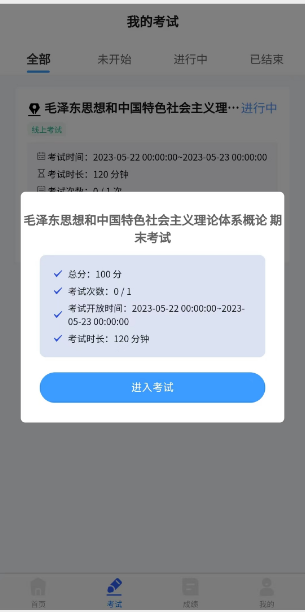 我的考试
全部 未开始 进行中 已结束
毛泽东思想和中国特色社会主义理… 进行中
线上考试
考试时间：2023-05-22 00:00:00~2023-05-23 00:00:00
考试时长：120 分钟
考试次数：0 / 1 次
毛泽东思想和中国特色社会主义理论体系概论 期
末考试
总分：100 分
考试次数：0 / 1
考试开放时间：2023-05-22 00:00:00~2023-
05-23 00:00:00
考试时长：120 分钟
进入考试
首页 考试 成绩 我的